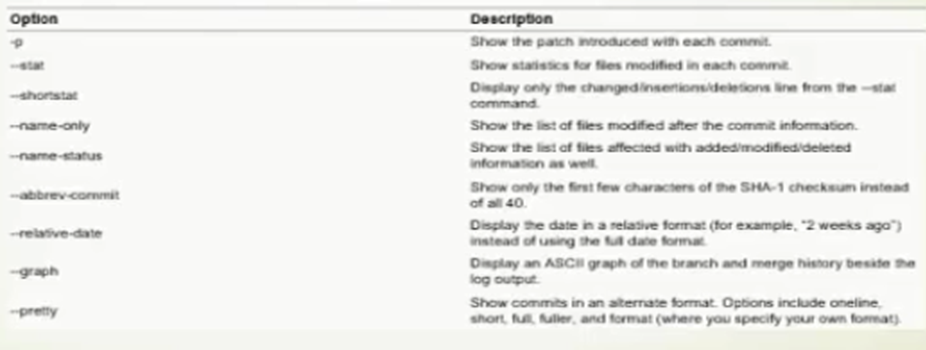 Option Description
-p Show the patch introduced with each commit.
--stat Show statistics for files modified in each commit.
--shortstat Display only the changed/insertions/deletions line from the --stat
command.
--name-only Show the list of files modified after the commit information.
--name-status Show the list of files affected with added/modified/deleted
information as well.
--abbrev-commit Show only the first few characters of the SHA-1 checksum instead
of all 40.
--relative-date Display the date in a relative format (for example, "2 weeks ago")
instead of using the full date format.
--graph Display an ASCII graph of the branch and merge history beside the
log output.
--pretty Show commits in an alternate format. Options include oneline,
short, full, fuller, and format (where you specify your own format).